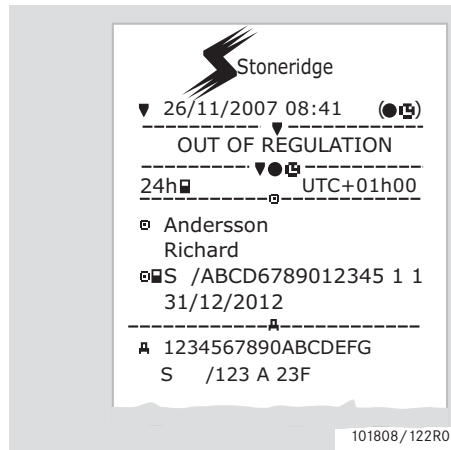 Stoneridge
26/11/2007 08:41 ( )
OUT OF REGULATION
24h UTC+01h00
Andersson
Richard
S /ABCD6789012345 1 1
31/12/2012
1234567890ABCDEFG
S /123 A 23F
101808/122R0